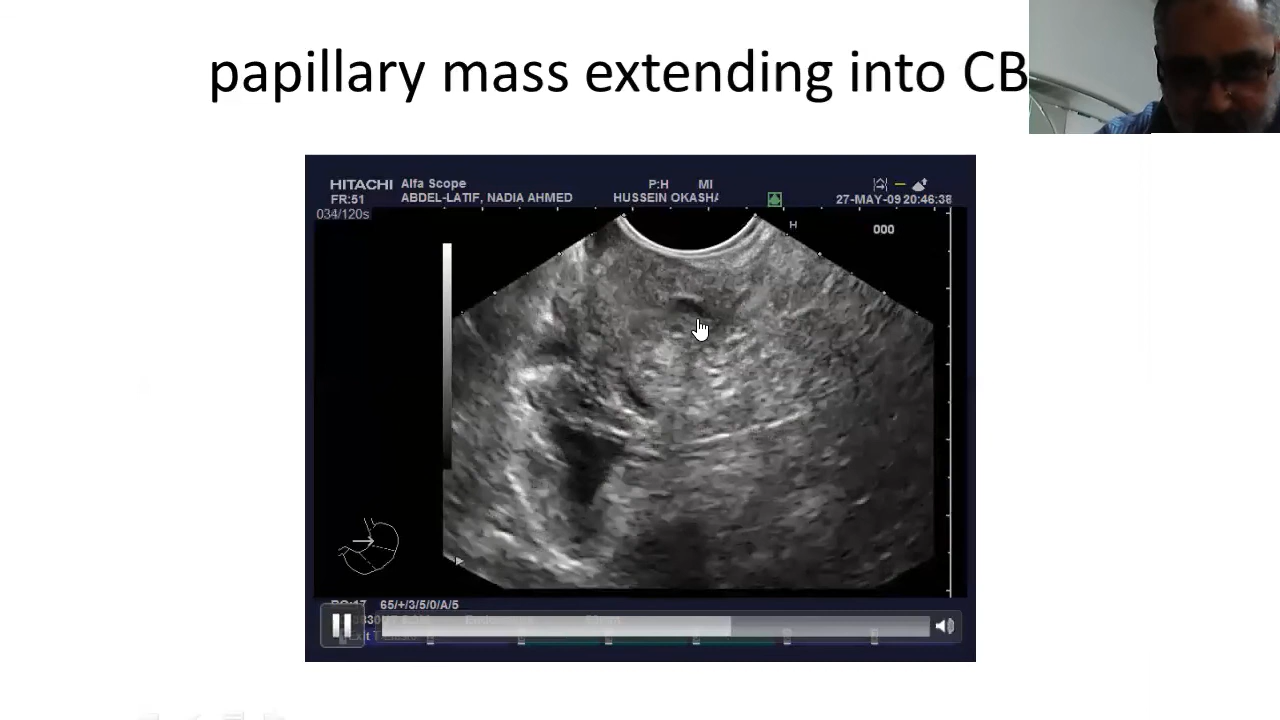 papillary mass extending into CB
HITACHI Alfa Scope P:H MI
FR:51 ABDEL-LATIF, NADIA AHMED HUSSEIN OKASHA 27-MAY-09 20:46:38
034/120s
H
000
65/+/3/5/0/A/5